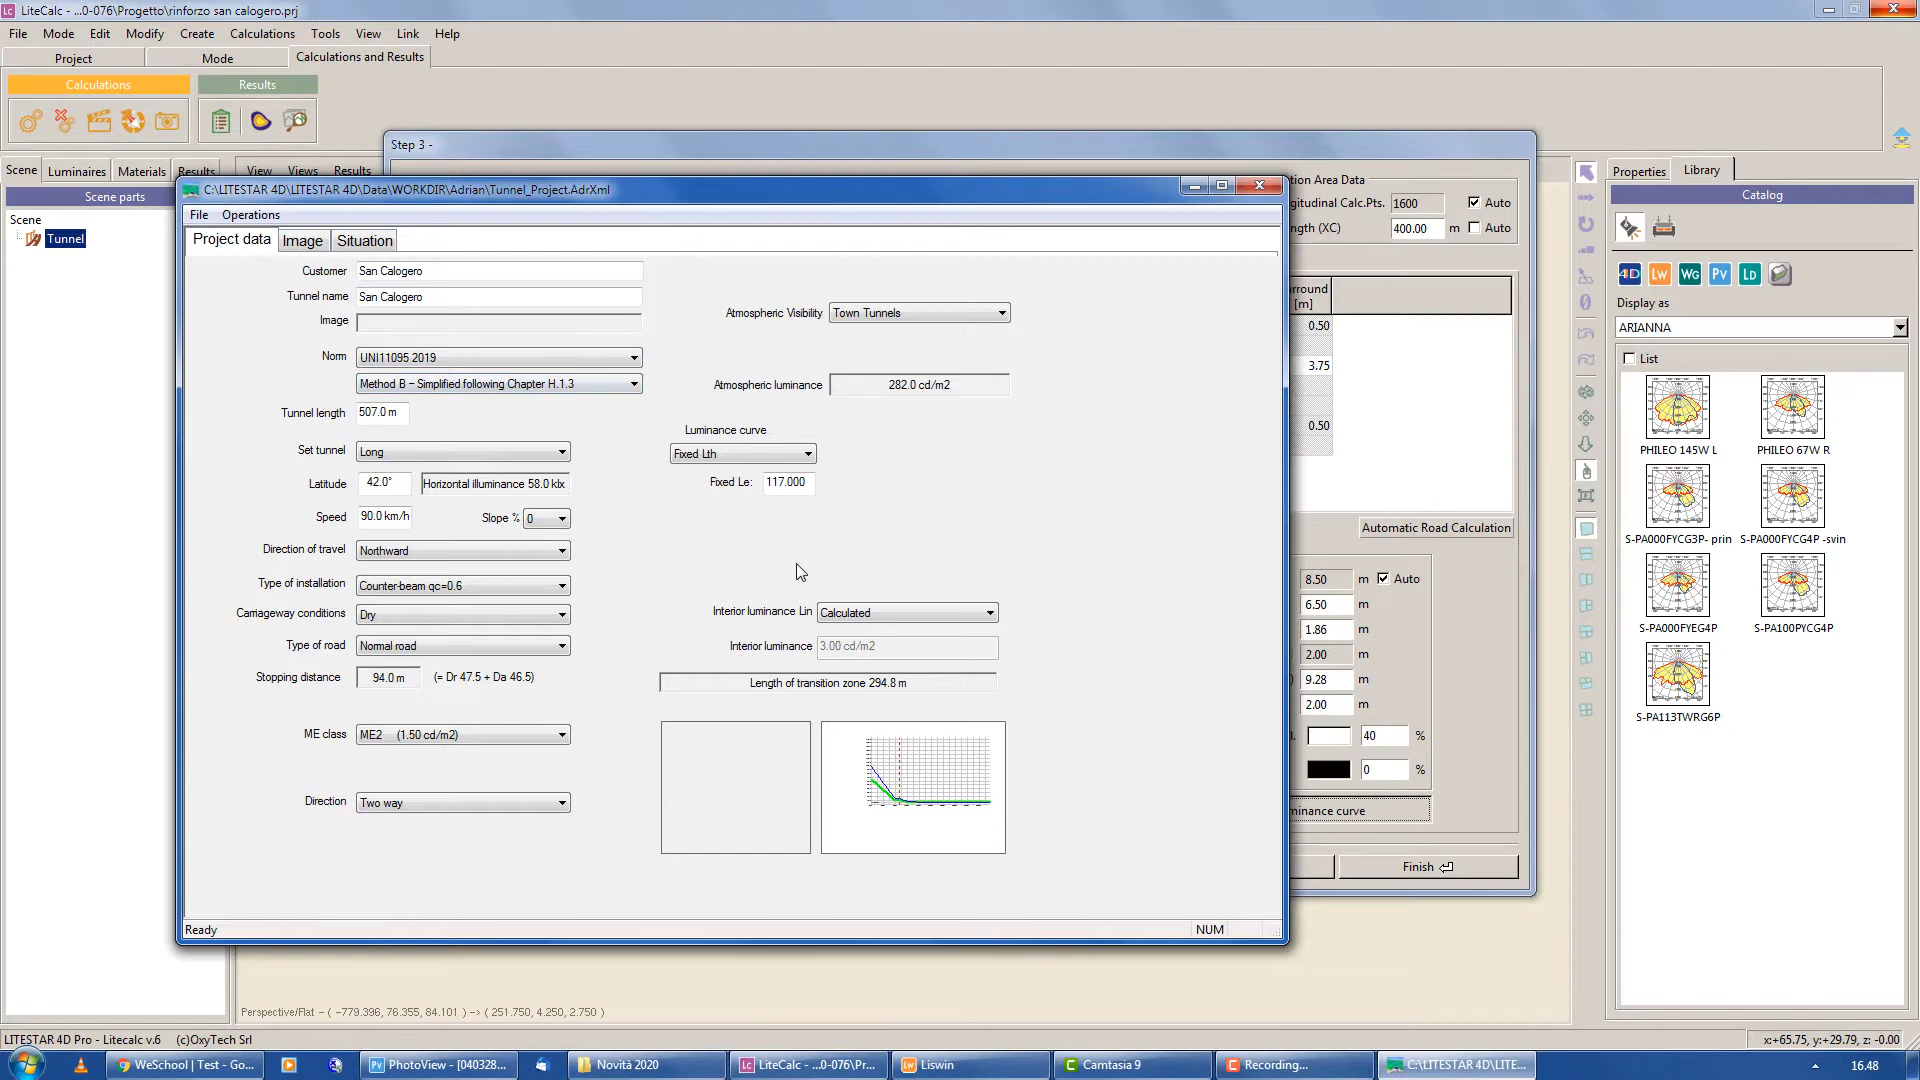 LiteCalc - ...0-076\Progetto\rinforzo san calogero.prj
File Mode Edit Modify Create Calculations Tools View Link Help
Project Mode Calculations and Results
Calculations Results
Step 3 -
Scene Luminaires Materials Results View Views Results
Scene parts
Scene
Tunnel
C:\LITESTAR 4D\LITESTAR 4D\Data\WORKDIR\Adrian\Tunnel_Project.AdrXml
File Operations
Project data Image Situation
Customer San Calogero
Tunnel name San Calogero
Image
Norm UNI11095 2019
Method B – Simplified following Chapter H.1.3
Tunnel length 507.0 m
Set tunnel Long
Latitude 42.0° Horizontal illuminance 58.0 klx
Speed 90.0 km/h Slope % 0
Direction of travel Northward
Type of installation Counter-beam qc=0.6
Carriageway conditions Dry
Type of road Normal road
Stopping distance 94.0 m (= Dr 47.5 + Da 46.5)
ME class ME2 (1.50 cd/m2)
Direction Two way
Atmospheric Visibility Town Tunnels
Atmospheric luminance 282.0 cd/m2
Luminance curve
Fixed Lth
Fixed Le: 117.000
Interior luminance Lin Calculated
Interior luminance 3.00 cd/m2
Length of transition zone 294.8 m
Ready NUM
tion Area Data
gitudinal Calc.Pts. 1600 Auto
ngth (XC) 400.00 m Auto
rround
[m]
0.50
3.75
0.50
Automatic Road Calculation
8.50 m Auto
6.50 m
1.86 m
2.00 m
9.28 m
2.00 m
40 %
0 %
minance curve
Finish
Properties Library
Catalog
4D Lw Wg Pv Ld
Display as
ARIANNA
List
PHILEO 145W L PHILEO 67W R
S-PA000FYCG3P- prin S-PA000FYCG4P -svin
S-PA000FYEG4P S-PA100PYCG4P
S-PA113TWRG6P
Perspective/Flat – ( -779.396, 76.355, 84.101 ) –> ( 251.750, 4.250, 2.750 )
LITESTAR 4D Pro - Litecalc v.6 (c)OxyTech Srl x:+65.75, y:+29.79, z: -0.00
WeSchool | Test - Go... PhotoView - [040328... Novità 2020 LiteCalc - ...0-076\Pr... Liswin Camtasia 9 Recording... C:\LITESTAR 4D\LITE... 16.48